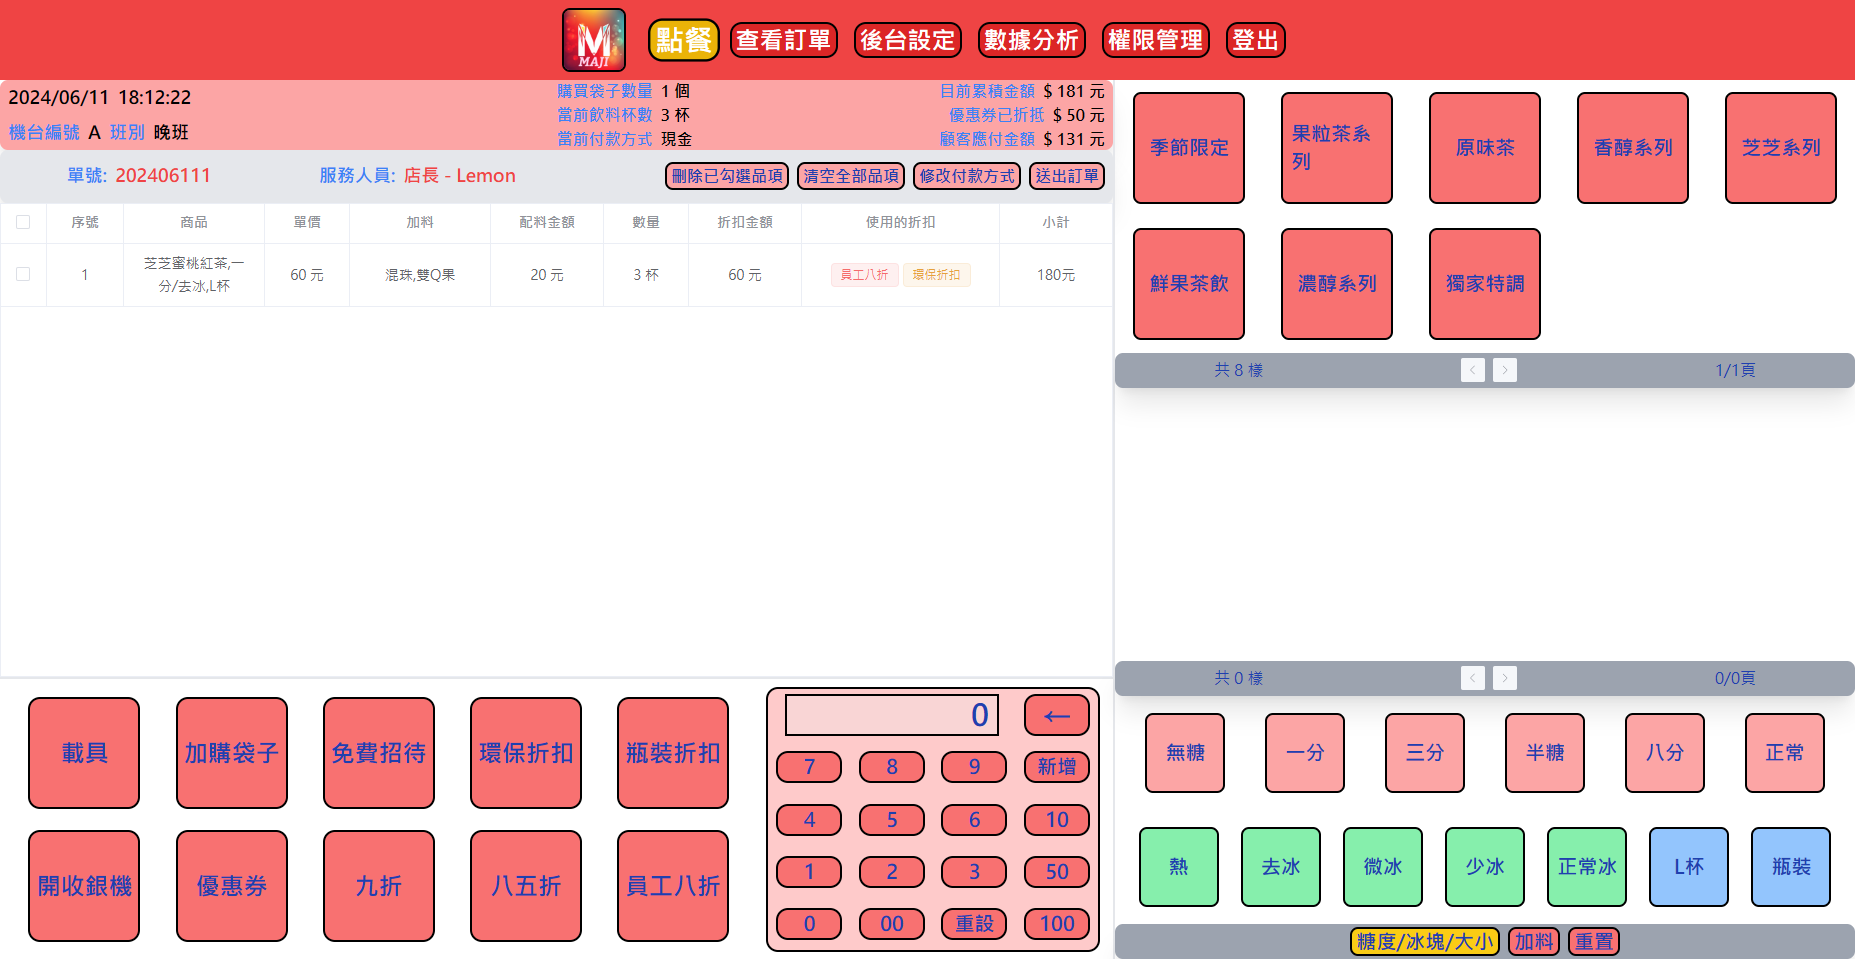 M
MAJI
點餐
查看訂單
後台設定
數據分析
權限管理
登出
2024/06/11 18:12:22
機台編號 A 班別 晚班
購買袋子數量 1 個
當前飲料杯數 3 杯
當前付款方式 現金
目前累積金額 $ 181 元
優惠券已折抵 $ 50 元
顧客應付金額 $ 131 元
單號: 202406111
服務人員: 店長 - Lemon
刪除已勾選品項
清空全部品項
修改付款方式
送出訂單
序號 商品 單價 加料 配料金額 數量 折扣金額 使用的折扣 小計
1 芝芝蜜桃紅茶,一
分/去冰,L杯
60 元 混珠,雙Q果 20 元 3 杯 60 元 員工八折 環保折扣 180元
載具 加購袋子 免費招待 環保折扣 瓶裝折扣
開收銀機 優惠券 九折 八五折 員工八折
0 ←
7 8 9 新增
4 5 6 10
1 2 3 50
0 00 重設 100
季節限定
果粒茶系
列
原味茶 香醇系列 芝芝系列
鮮果茶飲 濃醇系列 獨家特調
共 8 樣 < > 1/1頁
共 0 樣 < > 0/0頁
無糖 一分 三分 半糖 八分 正常
熱 去冰 微冰 少冰 正常冰 L杯 瓶裝
糖度/冰塊/大小 加料 重置